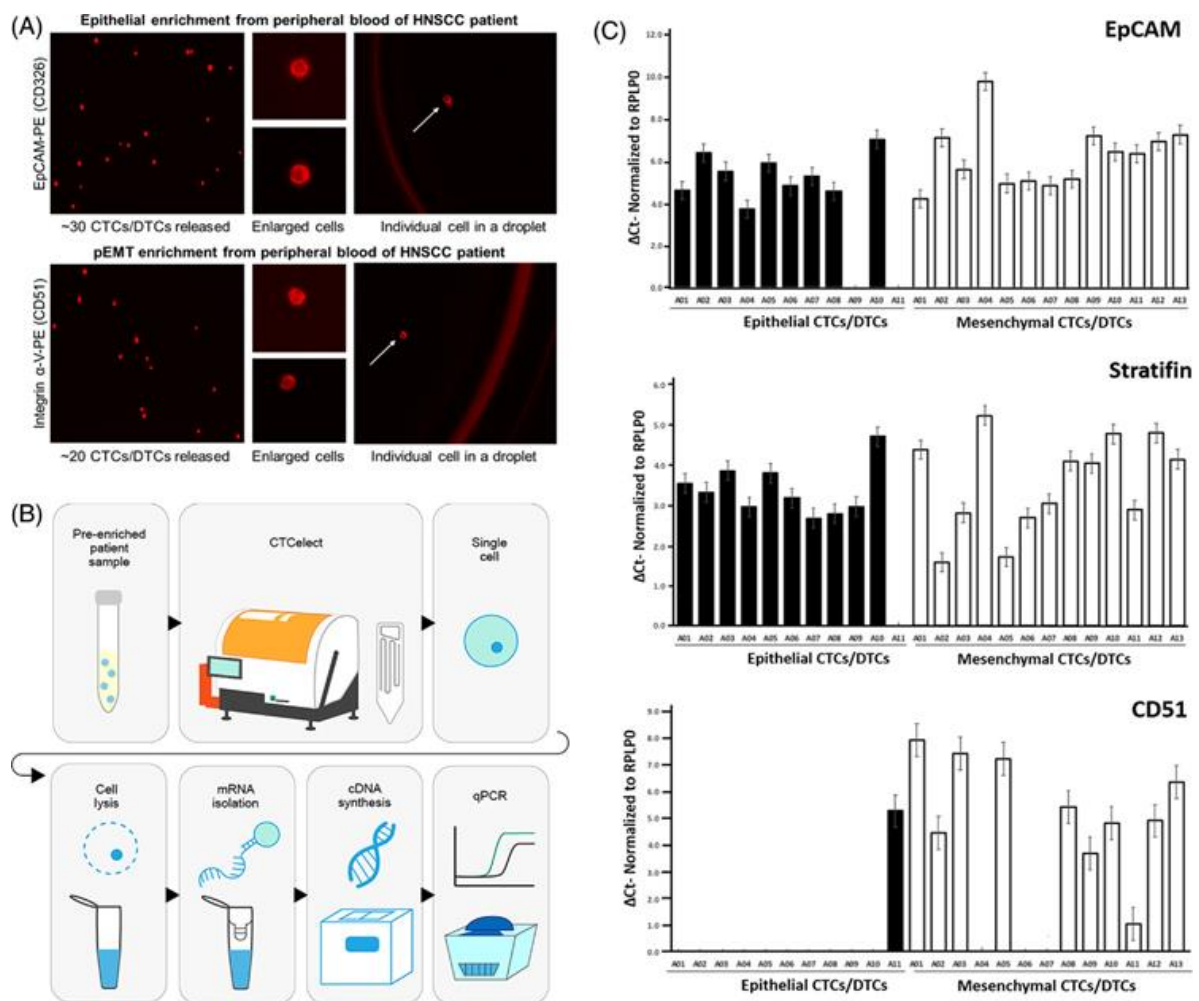 (A)
Epithelial enrichment from peripheral blood of HNSCC patient
EpCAM-PE (CD326)
~30 CTCs/DTCs released
Enlarged cells
Individual cell in a droplet
pEMT enrichment from peripheral blood of HNSCC patient
Integrin α-V-PE (CD51)
~20 CTCs/DTCs released
Enlarged cells
Individual cell in a droplet
(B)
Pre-enriched
patient
sample
CTCelect
Single
cell
Cell
lysis
mRNA
isolation
cDNA
synthesis
qPCR
(C)
EpCAM
ΔCt- Normalized to RPLP0
12.0
10.0
8.0
6.0
4.0
2.0
0.0
A01 A02 A03 A04 A05 A06 A07 A08 A09 A10 A11 A01 A02 A03 A04 A05 A06 A07 A08 A09 A10 A11 A12 A13
Epithelial CTCs/DTCs
Mesenchymal CTCs/DTCs
Stratifin
ΔCt- Normalized to RPLP0
6.0
5.0
4.0
3.0
2.0
1.0
0.0
A01 A02 A03 A04 A05 A06 A07 A08 A09 A10 A11 A01 A02 A03 A04 A05 A06 A07 A08 A09 A10 A11 A12 A13
Epithelial CTCs/DTCs
Mesenchymal CTCs/DTCs
CD51
ΔCt- Normalized to RPLP0
9.0
8.0
7.0
6.0
5.0
4.0
3.0
2.0
1.0
0.0
A01 A02 A03 A04 A05 A06 A07 A08 A09 A10 A11 A01 A02 A03 A04 A05 A06 A07 A08 A09 A10 A11 A12 A13
Epithelial CTCs/DTCs
Mesenchymal CTCs/DTCs